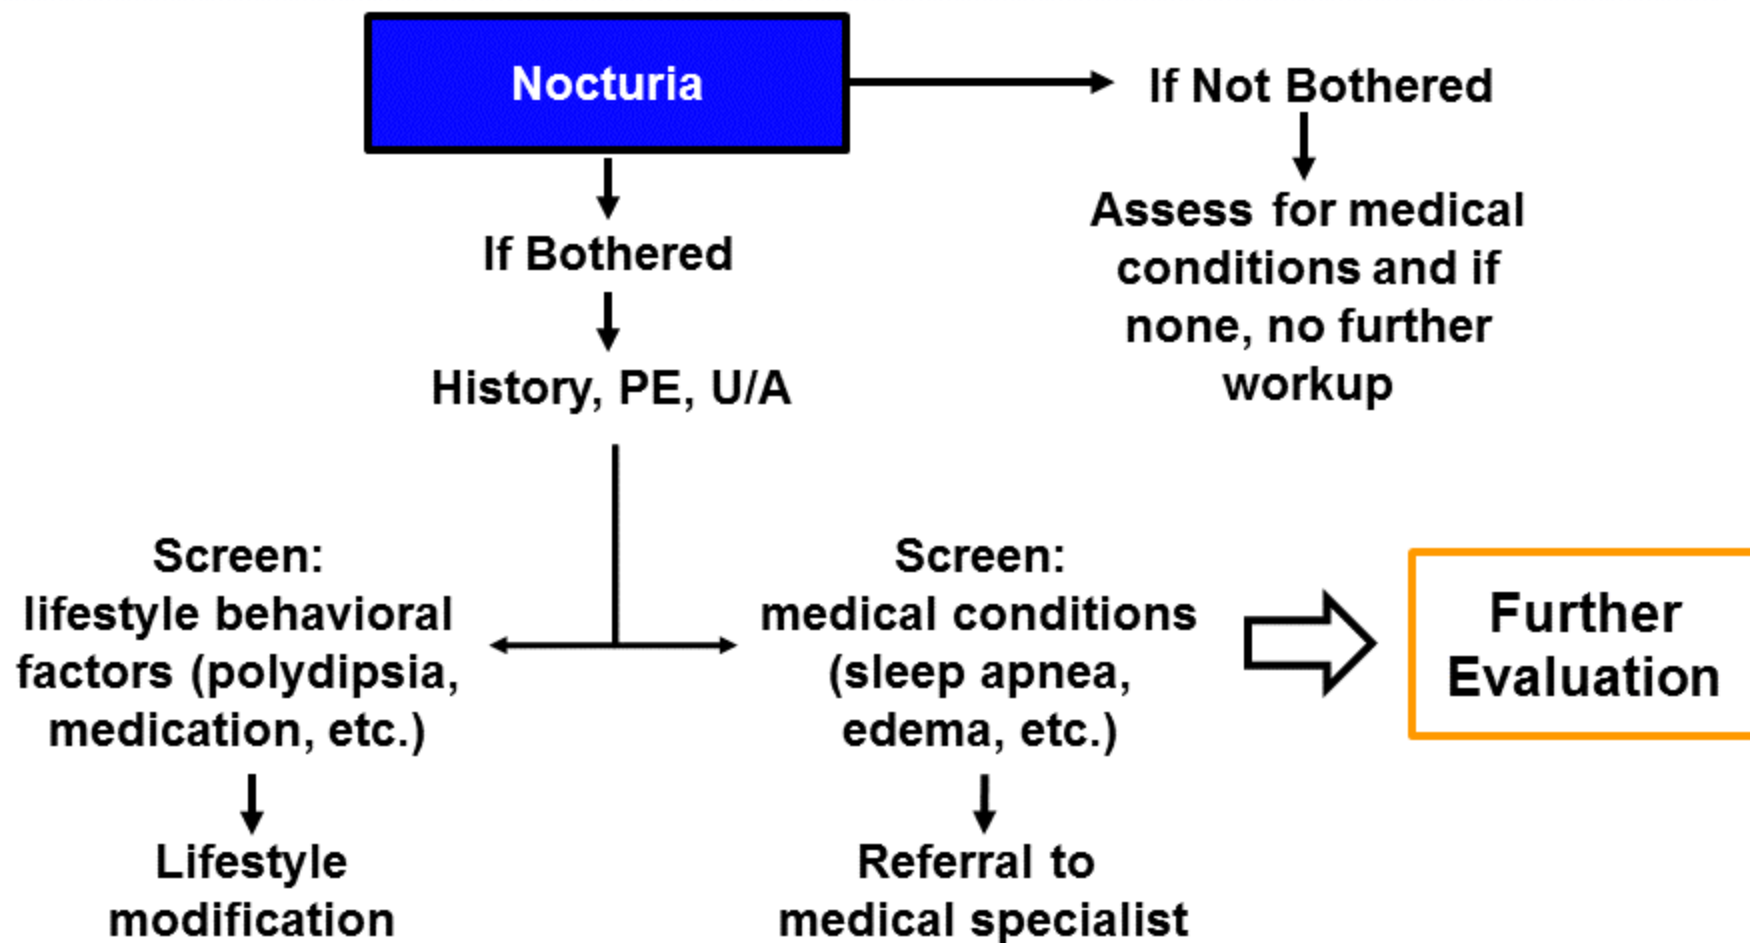 Nocturia
If Not Bothered
Assess for medical
conditions and if
none, no further
workup
If Bothered
History, PE, U/A
Screen:
lifestyle behavioral
factors (polydipsia,
medication, etc.)
Lifestyle
modification
Screen:
medical conditions
(sleep apnea,
edema, etc.)
Referral to
medical specialist
Further
Evaluation